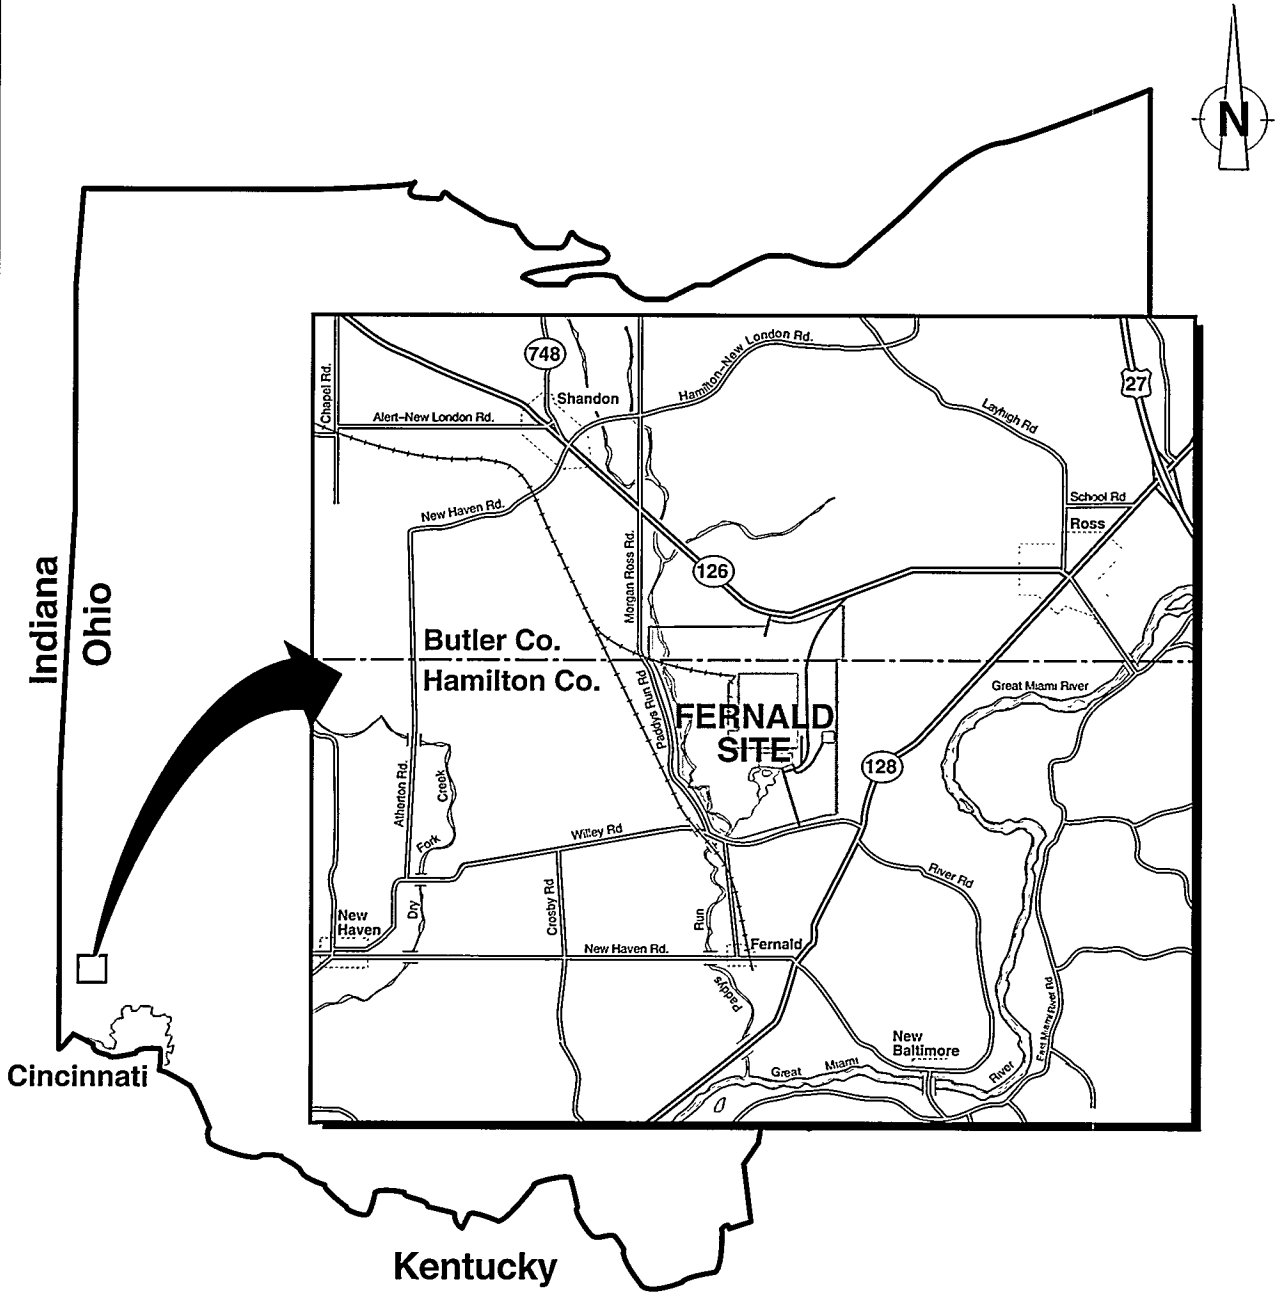 N
748
Hamilton–New London Rd.
27
Chapel Rd.
Shandon
Alert–New London Rd.
Layhigh Rd
School Rd
Ross
New Haven Rd.
Morgan Ross Rd.
126
Indiana
Ohio
Butler Co.
Hamilton Co.
Great Miami River
Paddys Run Rd
FERNALD
SITE
128
Atherton Rd.
Creek
Fork
Dry
Willey Rd
River Rd
Crosby Rd
New
Haven
Run
Paddys
New Haven Rd.
Fernald
East Miami River Rd
New
Baltimore
Great Miami River
Cincinnati
Kentucky